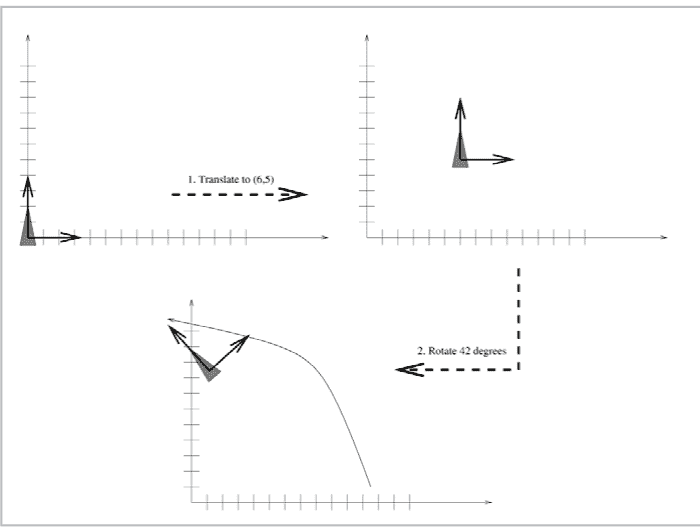 1. Translate to (6,5)
2. Rotate 42 degrees